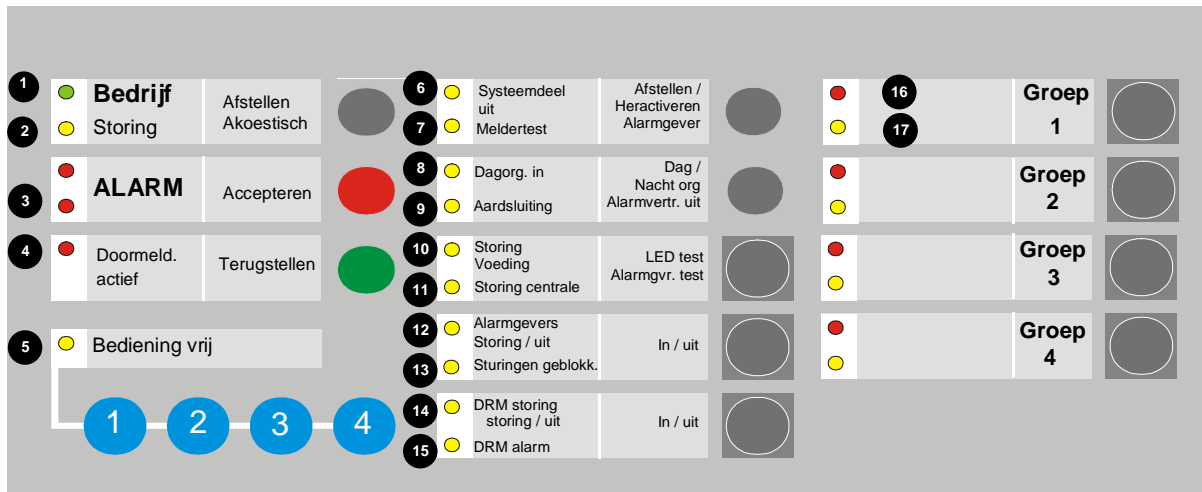 1
Bedrijf
2
Storing
Afstellen
Akoestisch
3
ALARM
Accepteren
4
Doormeld.
actief
Terugstellen
5
Bediening vrij
1
2
3
4
6
Systeemdeel
uit
7
Meldertest
Afstellen /
Heractiveren
Alarmgever
8
Dagorg. in
9
Aardsluiting
Dag /
Nacht org
Alarmvertr. uit
10
Storing
Voeding
11
Storing centrale
LED test
Alarmgvr. test
12
Alarmgevers
Storing / uit
13
Sturingen geblokk.
In / uit
14
DRM storing
storing / uit
15
DRM alarm
In / uit
16
17
Groep
1
Groep
2
Groep
3
Groep
4